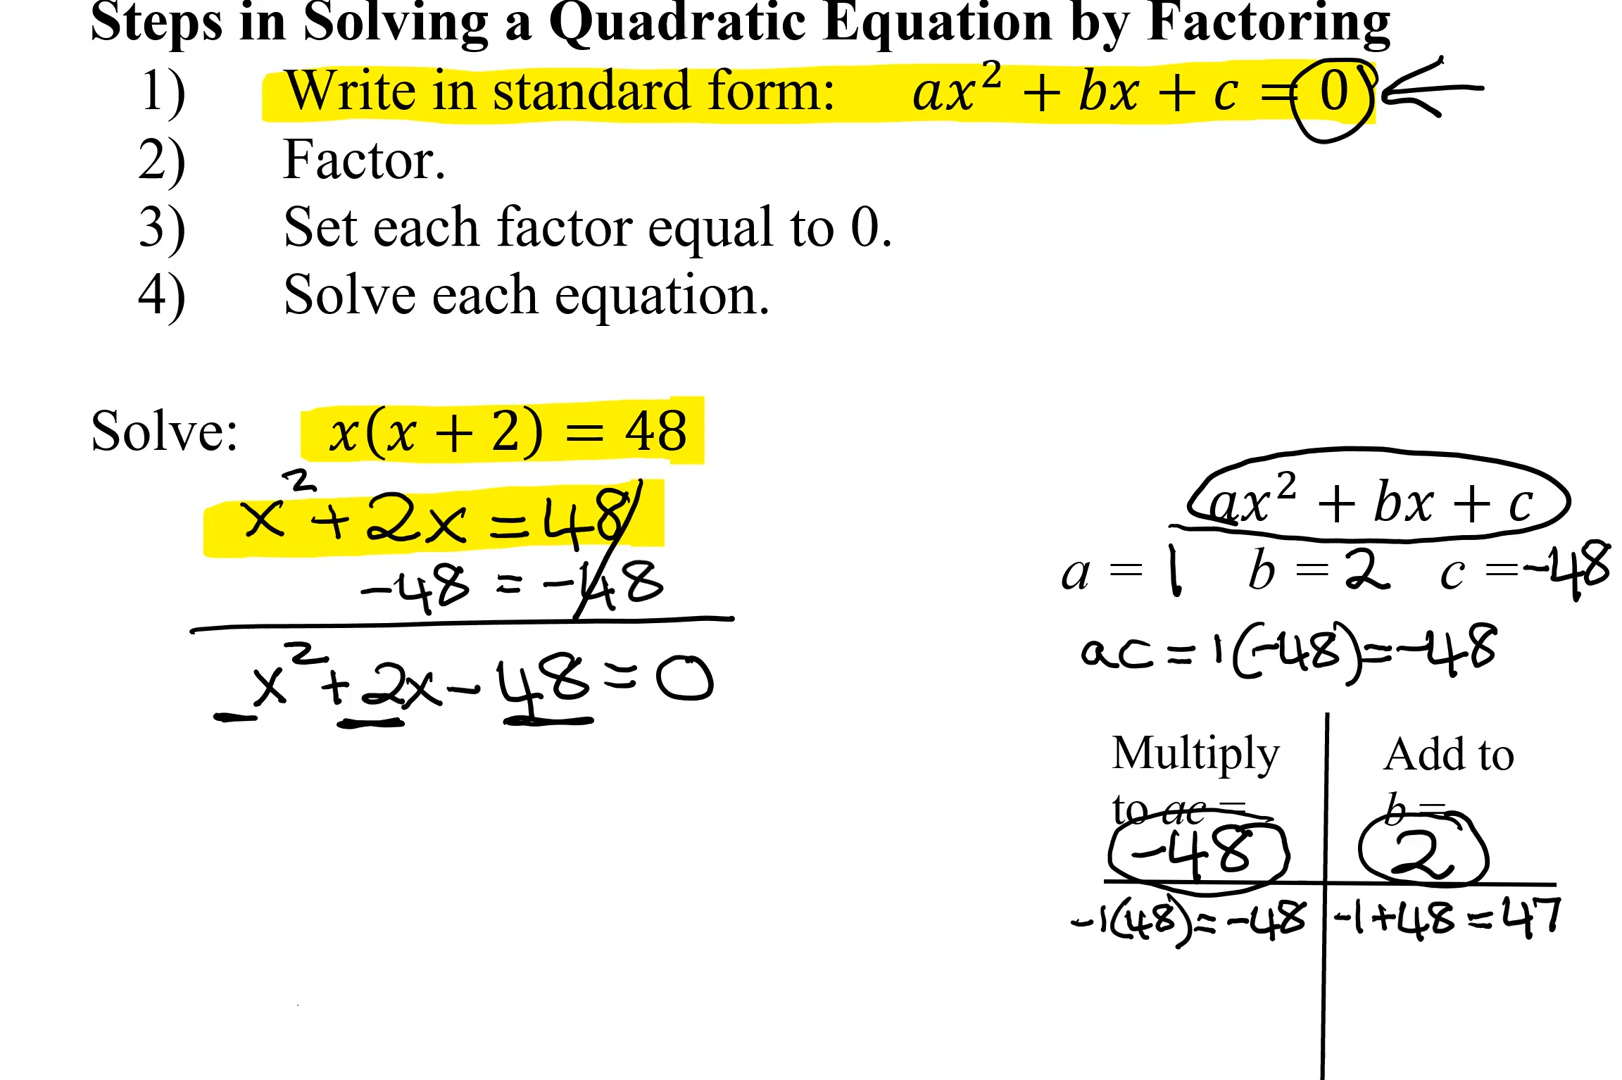 Steps in Solving a Quadratic Equation by Factoring
1) Write in standard form: ax² + bx + c = 0
2) Factor.
3) Set each factor equal to 0.
4) Solve each equation.
Solve: x(x + 2) = 48
x² + 2x = 48
-48 = -48
x² + 2x - 48 = 0
ax² + bx + c
a = 1 b = 2 c = -48
ac = 1(-48) = -48
Multiply
to ac =
-48
Add to
b =
2
-1(48) = -48
-1 + 48 = 47